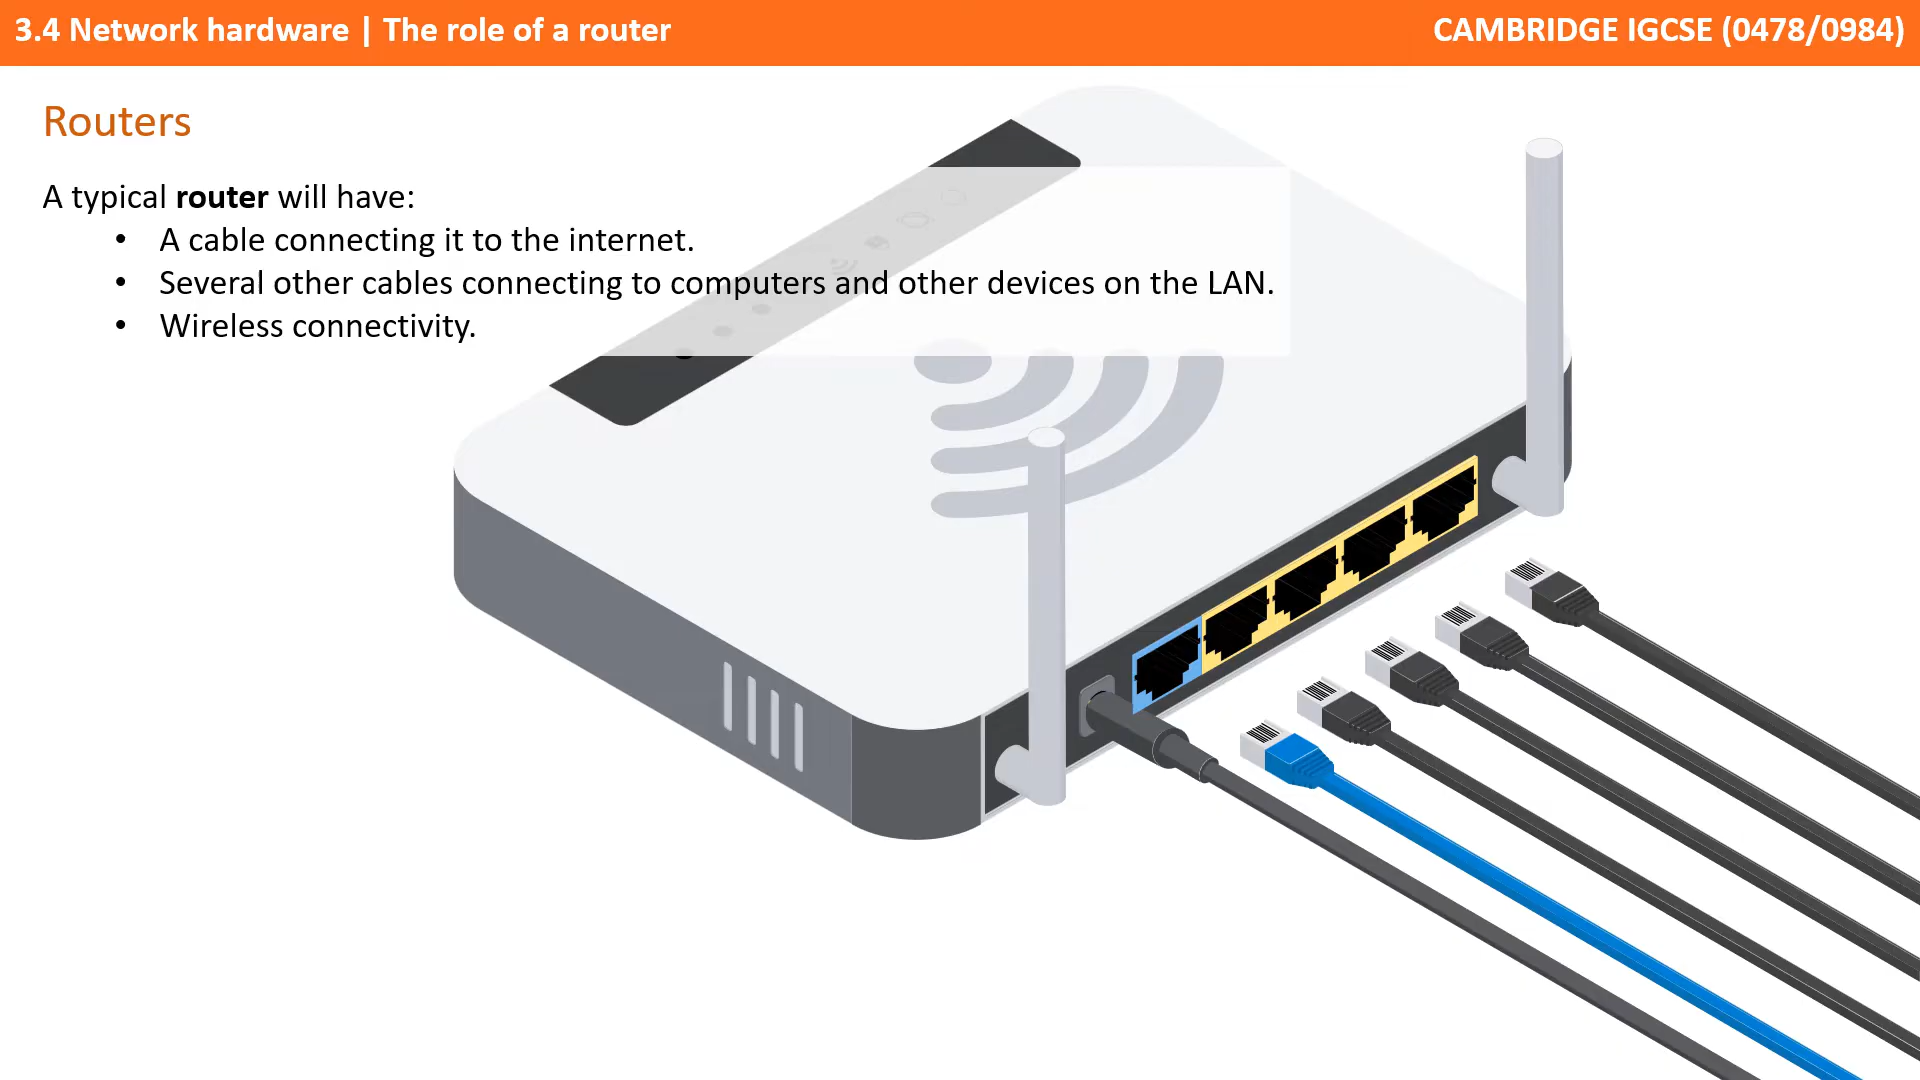 3.4 Network hardware | The role of a router
CAMBRIDGE IGCSE (0478/0984)
Routers
A typical router will have:
• A cable connecting it to the internet.
• Several other cables connecting to computers and other devices on the LAN.
• Wireless connectivity.